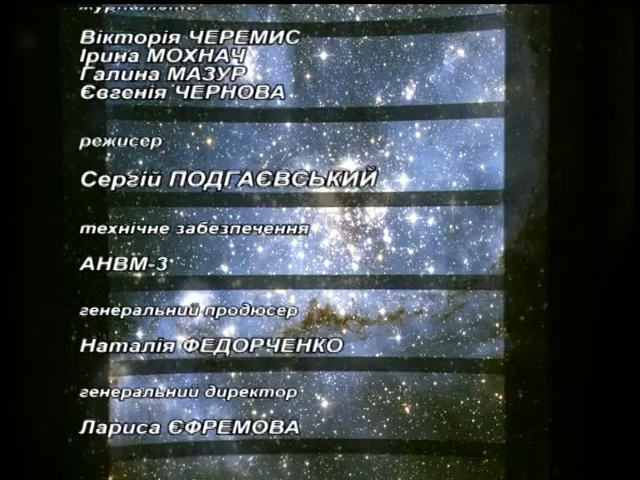 журналісти
Вікторія ЧЕРЕМИС
Ірина МОХНАЧ
Галина МАЗУР
Євгенія ЧЕРНОВА
режисер
Сергій ПОДГАЄВСЬКИЙ
технічне забезпечення
АНВМ-3
генеральний продюсер
Наталія ФЕДОРЧЕНКО
генеральний директор
Лариса ЄФРЕМОВА